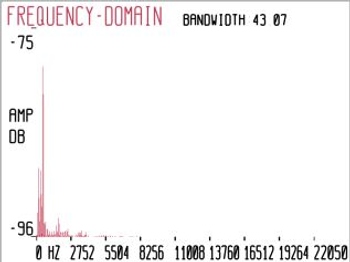 FREQUENCY-DOMAIN BANDWIDTH 43 07
-75
AMP
DB
-96
0 HZ 2752 5504 8256 11008 13760 16512 19264 22050